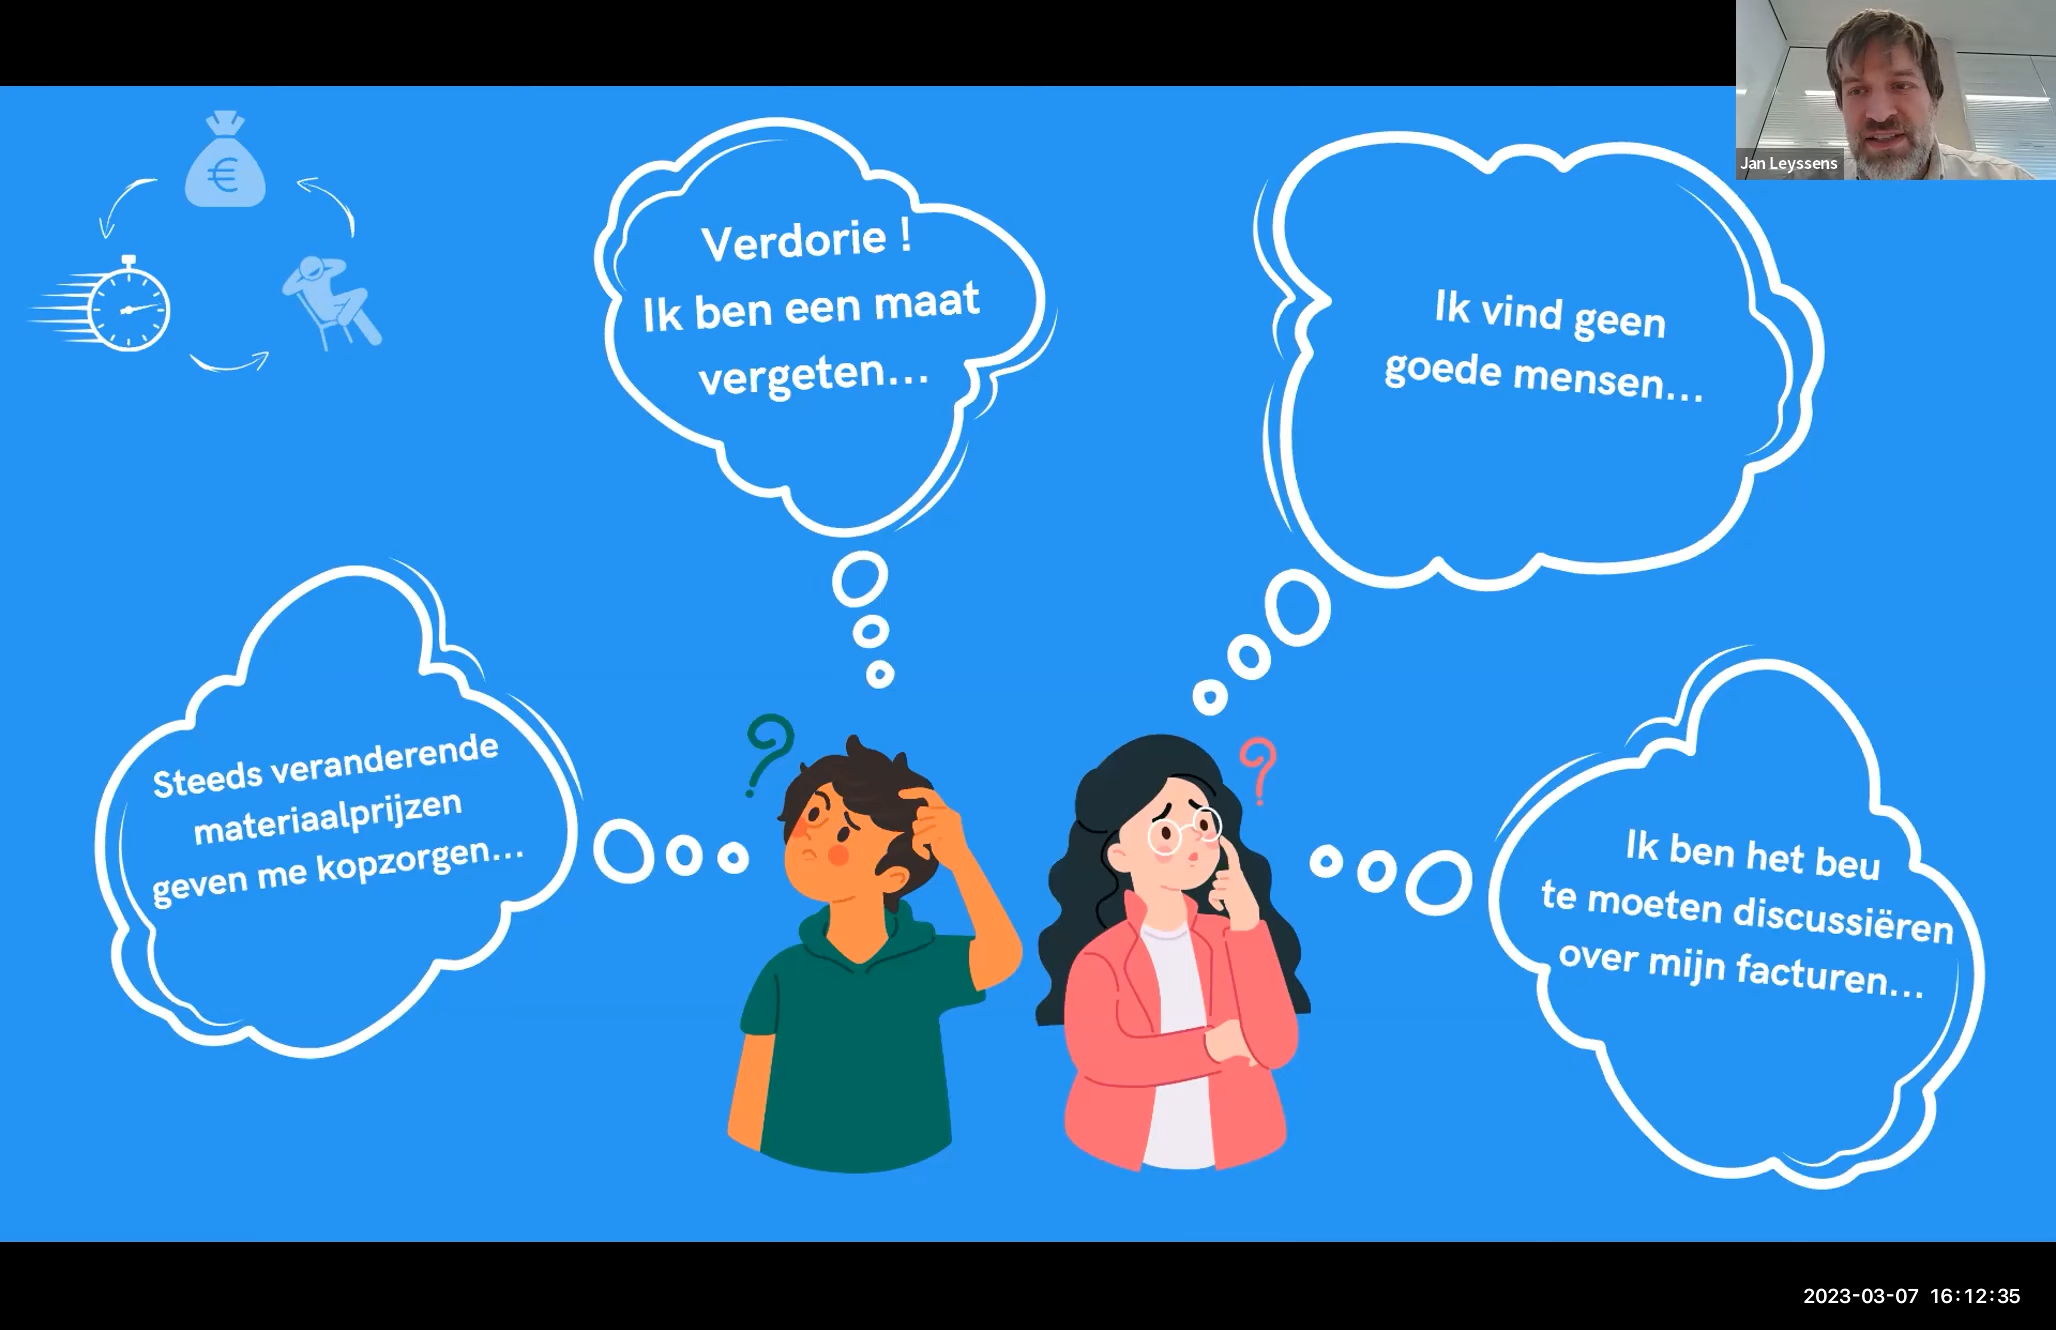 Jan Leyssens
€
Verdorie !
Ik ben een maat
vergeten...
Ik vind geen
goede mensen...
Steeds veranderende
materiaalprijzen
geven me kopzorgen...
?
?
Ik ben het beu
te moeten discussiëren
over mijn facturen...
2023-03-07 16:12:35